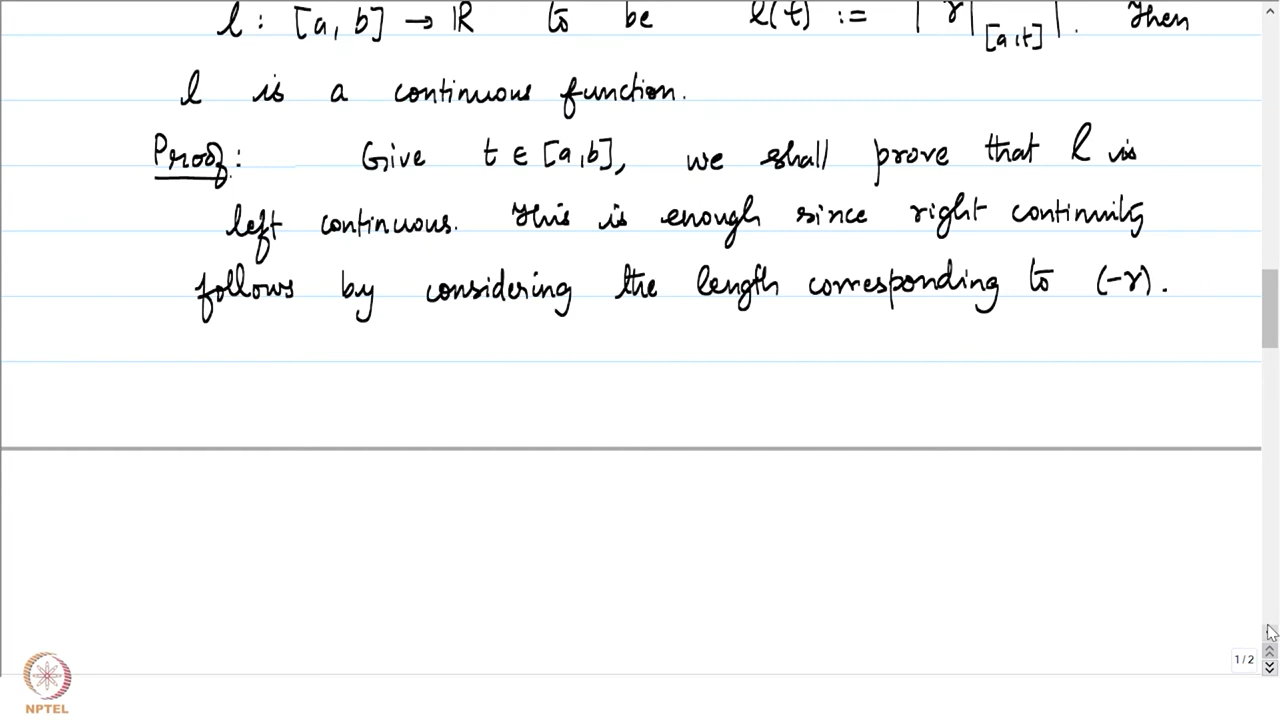 l : [a, b] → ℝ to be l(t) := |γ|_[a,t]|. Then
l is a continuous function.
Proof: Give t ∈ [a,b], we shall prove that l is
left continuous. This is enough since right continuity
follows by considering the length corresponding to (-γ).
1/2
NPTEL